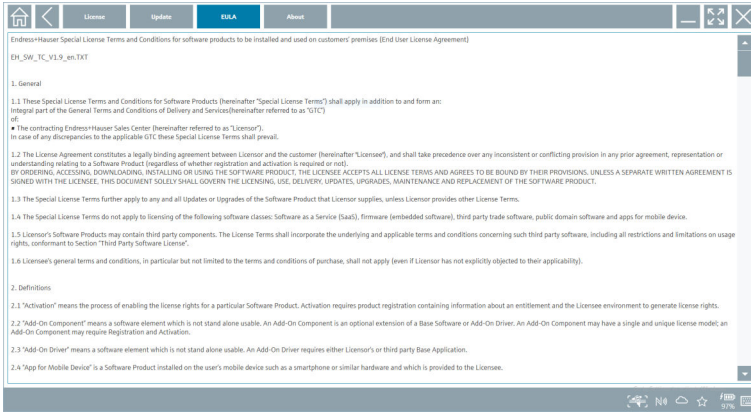 License Update EULA About
Endress+Hauser Special License Terms and Conditions for software products to be installed and used on customers' premises (End User License Agreement)
EH_SW_TC_V1.9_en.TXT
1. General
1.1 These Special License Terms and Conditions for Software Products (hereinafter "Special License Terms") shall apply in addition to and form an:
Integral part of the General Terms and Conditions of Delivery and Services(hereinafter referred to as "GTC")
of:
▪ The contracting Endress+Hauser Sales Center (hereinafter referred to as "Licensor").
In case of any discrepancies to the applicable GTC these Special License Terms shall prevail.
1.2 The License Agreement constitutes a legally binding agreement between Licensor and the customer (hereinafter "Licensee"), and shall take precedence over any inconsistent or conflicting provision in any prior agreement, representation or
understanding relating to a Software Product (regardless of whether registration and activation is required or not).
BY ORDERING, ACCESSING, DOWNLOADING, INSTALLING OR USING THE SOFTWARE PRODUCT, THE LICENSEE ACCEPTS ALL LICENSE TERMS AND AGREES TO BE BOUND BY THEIR PROVISIONS. UNLESS A SEPARATE WRITTEN AGREEMENT IS
SIGNED WITH THE LICENSEE, THIS DOCUMENT SOLELY SHALL GOVERN THE LICENSING, USE, DELIVERY, UPDATES, UPGRADES, MAINTENANCE AND REPLACEMENT OF THE SOFTWARE PRODUCT.
1.3 The Special License Terms further apply to any and all Updates or Upgrades of the Software Product that Licensor supplies, unless Licensor provides other License Terms,
1.4 The Special License Terms do not apply to licensing of the following software classes: Software as a Service (SaaS), firmware (embedded software), third party trade software, public domain software and apps for mobile device.
1.5 Licensor's Software Products may contain third party components. The License Terms shall incorporate the underlying and applicable terms and conditions concerning such third party software, including all restrictions and limitations on usage
rights, conformant to Section "Third Party Software License".
1.6 Licensee's general terms and conditions, in particular but not limited to the terms and conditions of purchase, shall not apply (even if Licensor has not explicitly objected to their applicability).
2. Definitions
2.1 "Activation" means the process of enabling the license rights for a particular Software Product. Activation requires product registration containing information about an entitlement and the Licensee environment to generate license rights.
2.2 "Add-On Component" means a software element which is not stand alone usable. An Add-On Component is an optional extension of a Base Software or Add-On Driver. An Add-On Component may have a single and unique license model; an
Add-On Component may require Registration and Activation.
2.3 "Add-On Driver" means a software element which is not stand alone usable. An Add-On Driver requires either Licensor's or third party Base Application.
2.4 "App for Mobile Device" is a Software Product installed on the user's mobile device such as a smartphone or similar hardware and which is provided to the Licensee.
97%